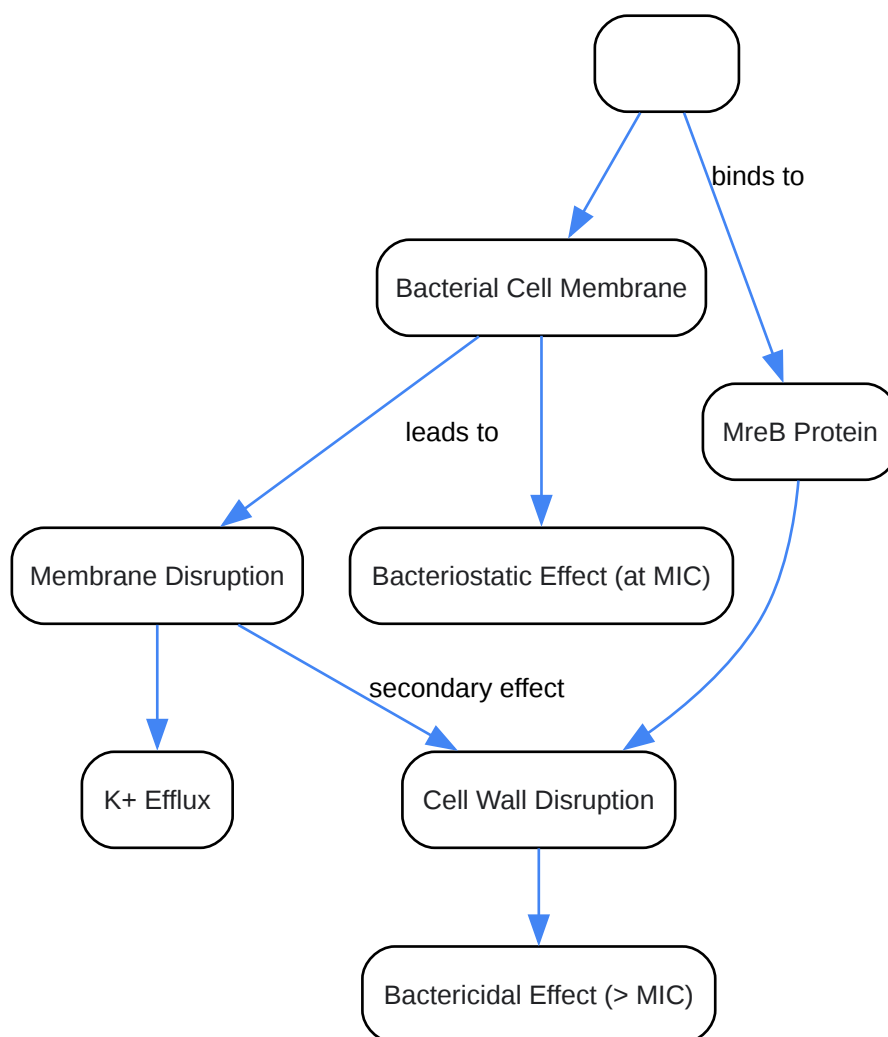 binds to
Bacterial Cell Membrane
leads to
MreB Protein
Membrane Disruption
Bacteriostatic Effect (at MIC)
secondary effect
K+ Efflux
Cell Wall Disruption
Bactericidal Effect (> MIC)